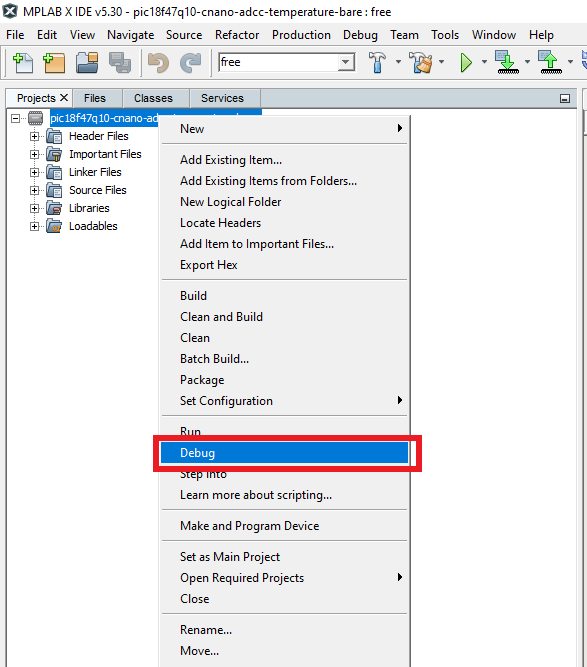 MPLAB X IDE v5.30 - pic18f47q10-cnano-adcc-temperature-bare : free
File Edit View Navigate Source Refactor Production Debug Team Tools Window Help
free
Projects Files Classes Services
pic18f47q10-cnano-ad
Header Files
Important Files
Linker Files
Source Files
Libraries
Loadables
New
Add Existing Item...
Add Existing Items from Folders...
New Logical Folder
Locate Headers
Add Item to Important Files...
Export Hex
Build
Clean and Build
Clean
Batch Build...
Package
Set Configuration
Run
Debug
Step Into
Learn more about scripting...
Make and Program Device
Set as Main Project
Open Required Projects
Close
Rename...
Move...